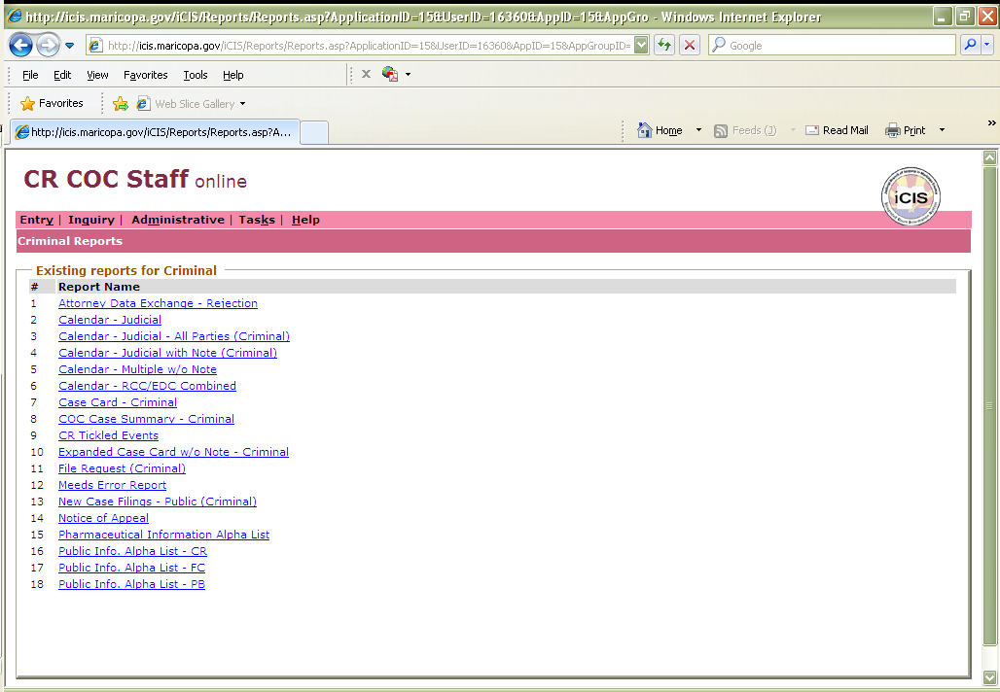 http://icis.maricopa.gov/iCIS/Reports/Reports.asp?ApplicationID=15&UserID=16360&AppID=15&AppGro - Windows Internet Explorer
http://icis.maricopa.gov/iCIS/Reports/Reports.asp?ApplicationID=15&UserID=16360&AppID=15&AppGroupID= Google
File Edit View Favorites Tools Help
Favorites Web Slice Gallery
http://icis.maricopa.gov/iCIS/Reports/Reports.asp?A... Home Feeds (J) Read Mail Print »
CR COC Staff online
iCIS
Entry | Inquiry | Administrative | Tasks | Help
Criminal Reports
Existing reports for Criminal
# Report Name
1 Attorney Data Exchange - Rejection
2 Calendar - Judicial
3 Calendar - Judicial - All Parties (Criminal)
4 Calendar - Judicial with Note (Criminal)
5 Calendar - Multiple w/o Note
6 Calendar - RCC/EDC Combined
7 Case Card - Criminal
8 COC Case Summary - Criminal
9 CR Tickled Events
10 Expanded Case Card w/o Note - Criminal
11 File Request (Criminal)
12 Meeds Error Report
13 New Case Filings - Public (Criminal)
14 Notice of Appeal
15 Pharmaceutical Information Alpha List
16 Public Info. Alpha List - CR
17 Public Info. Alpha List - FC
18 Public Info. Alpha List - PB